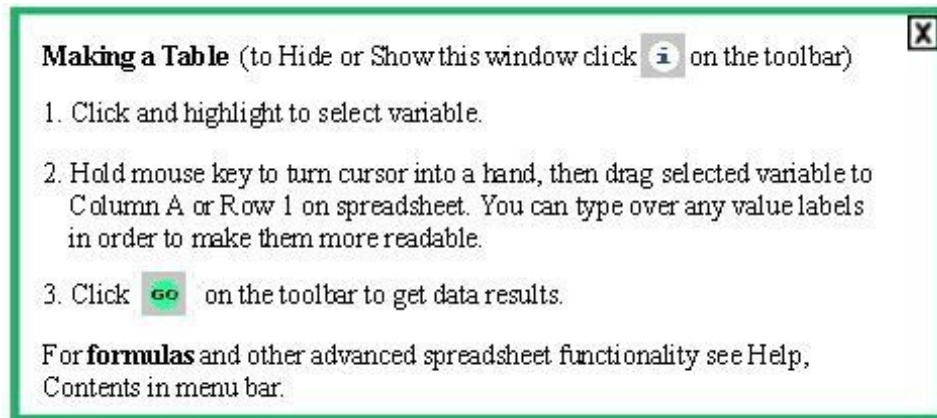 X
Making a Table (to Hide or Show this window click i on the toolbar)
1. Click and highlight to select variable.
2. Hold mouse key to turn cursor into a hand, then drag selected variable to
Column A or Row 1 on spreadsheet. You can type over any value labels
in order to make them more readable.
3. Click GO on the toolbar to get data results.
For formulas and other advanced spreadsheet functionality see Help,
Contents in menu bar.